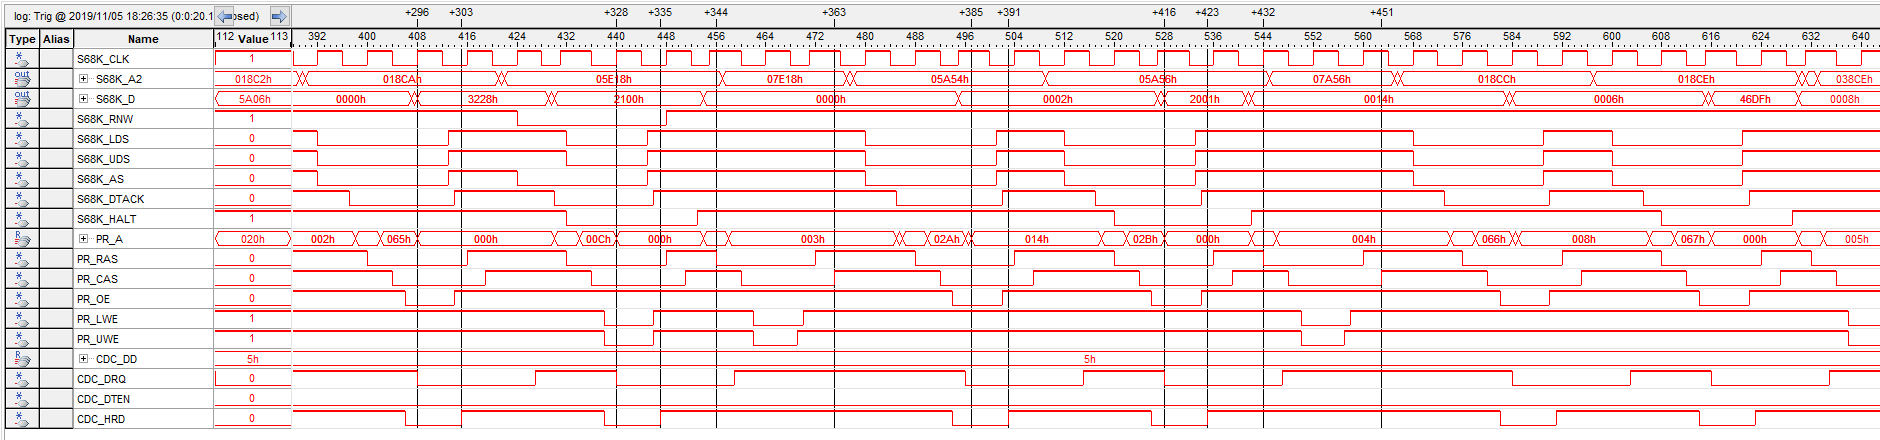 log: Trig @ 2019/11/05 18:26:35 (0:0:20.1 osed) +296 +303 +328 +335 +344 +363 +385 +391 +416 +423 +432 +451
Type Alias Name 112 Value 113 392 400 408 416 424 432 440 448 456 464 472 480 488 496 504 512 520 528 536 544 552 560 568 576 584 592 600 608 616 624 632 640
S68K_CLK 1
out S68K_A2 018C2h 018CAh 05E18h 07E18h 05A54h 05A56h 07A56h 018CCh 018CEh 038CEh
out S68K_D 5A06h 0000h 3228h 2100h 0000h 0002h 2001h 0014h 0006h 46DFh 0008h
S68K_RNW 1
S68K_LDS 0
S68K_UDS 0
S68K_AS 0
S68K_DTACK 0
S68K_HALT 1
R PR_A 020h 002h 065h 000h 00Ch 000h 003h 02Ah 014h 02Bh 000h 004h 066h 008h 067h 000h 005h
PR_RAS 0
PR_CAS 0
PR_OE 0
PR_LWE 1
PR_UWE 1
R CDC_DD 5h 5h
CDC_DRQ 0
CDC_DTEN 0
CDC_HRD 0